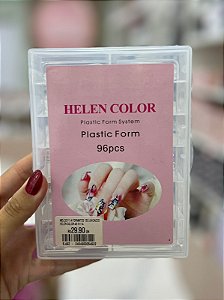 HELEN COLOR
Plastic Form System
Plastic Form
96pcs
29,90